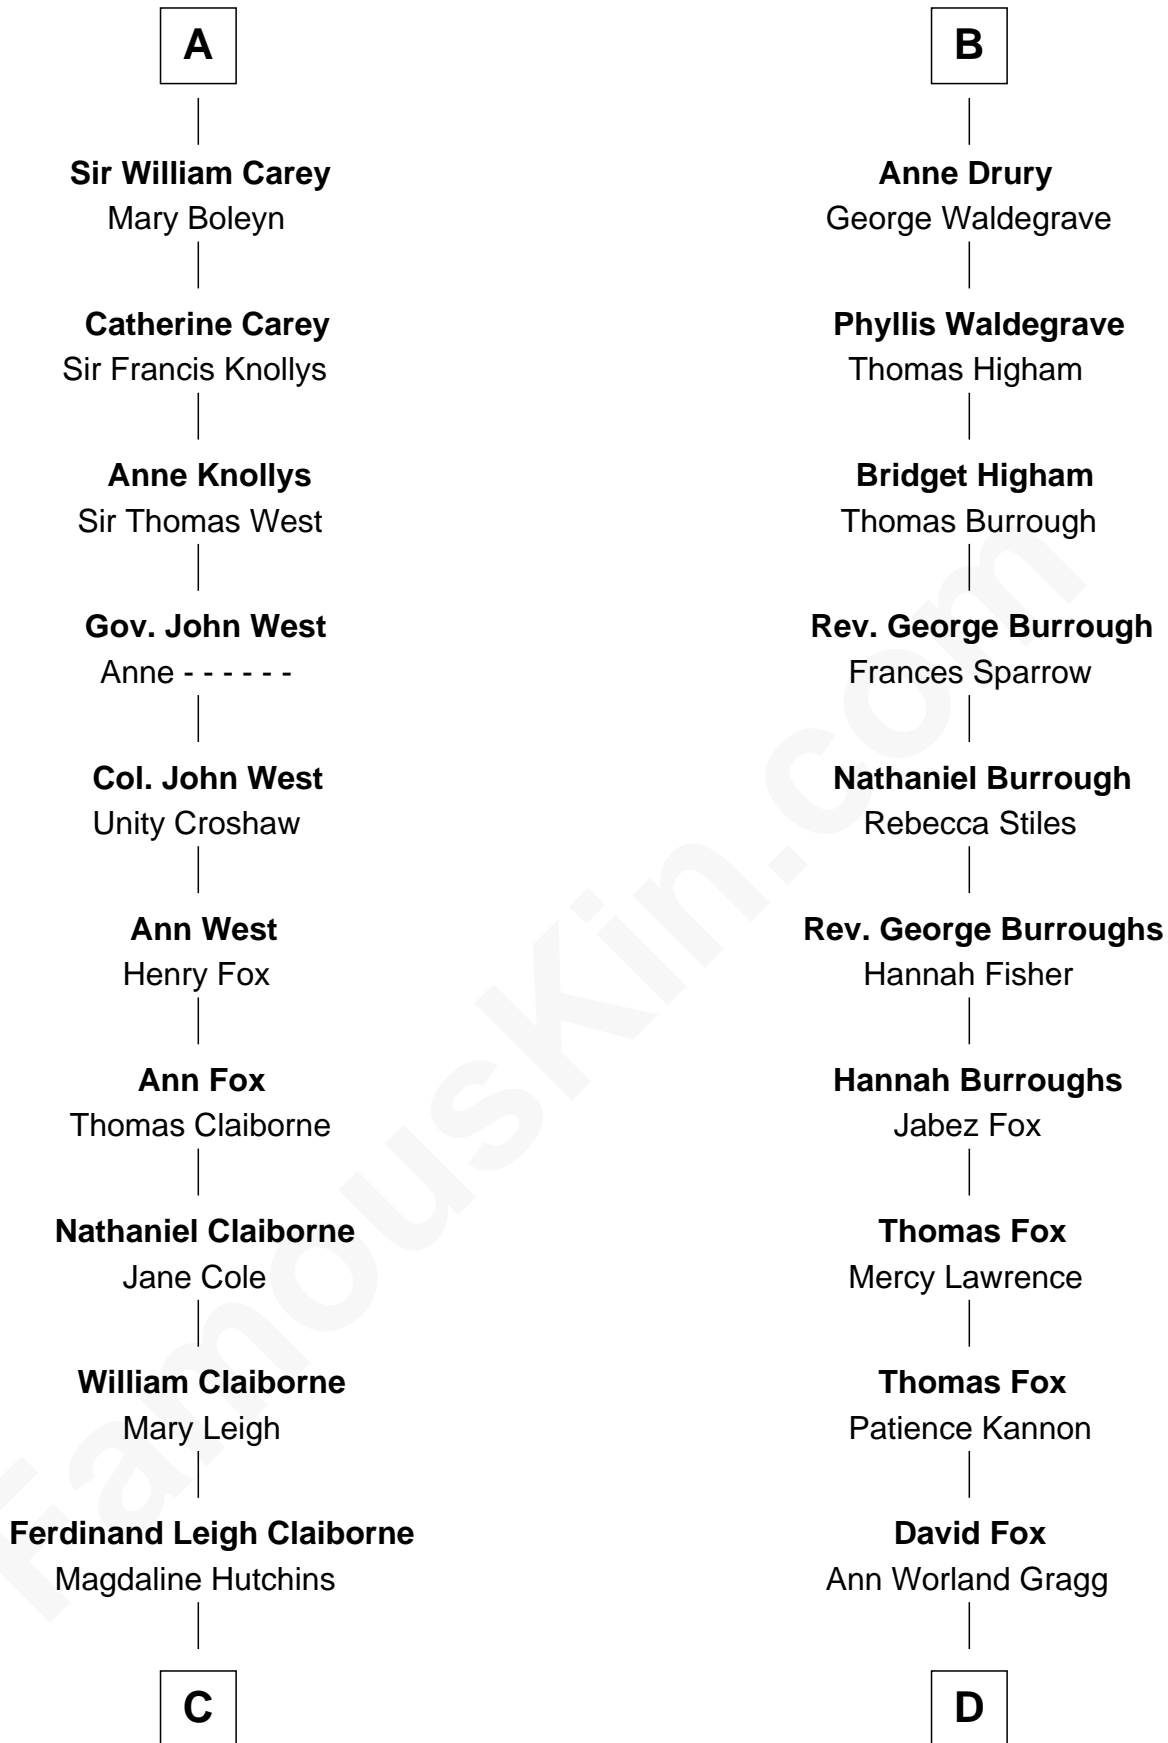 A
Sir William Carey
Mary Boleyn
Catherine Carey
Sir Francis Knollys
Anne Knollys
Sir Thomas West
Gov. John West
Anne - - - - - -
Col. John West
Unity Croshaw
Ann West
Henry Fox
Ann Fox
Thomas Claiborne
Nathaniel Claiborne
Jane Cole
William Claiborne
Mary Leigh
Ferdinand Leigh Claiborne
Magdaline Hutchins
C
B
Anne Drury
George Waldegrave
Phyllis Waldegrave
Thomas Higham
Bridget Higham
Thomas Burrough
Rev. George Burrough
Frances Sparrow
Nathaniel Burrough
Rebecca Stiles
Rev. George Burroughs
Hannah Fisher
Hannah Burroughs
Jabez Fox
Thomas Fox
Mercy Lawrence
Thomas Fox
Patience Kannon
David Fox
Ann Worland Gragg
D
FamousKin.com